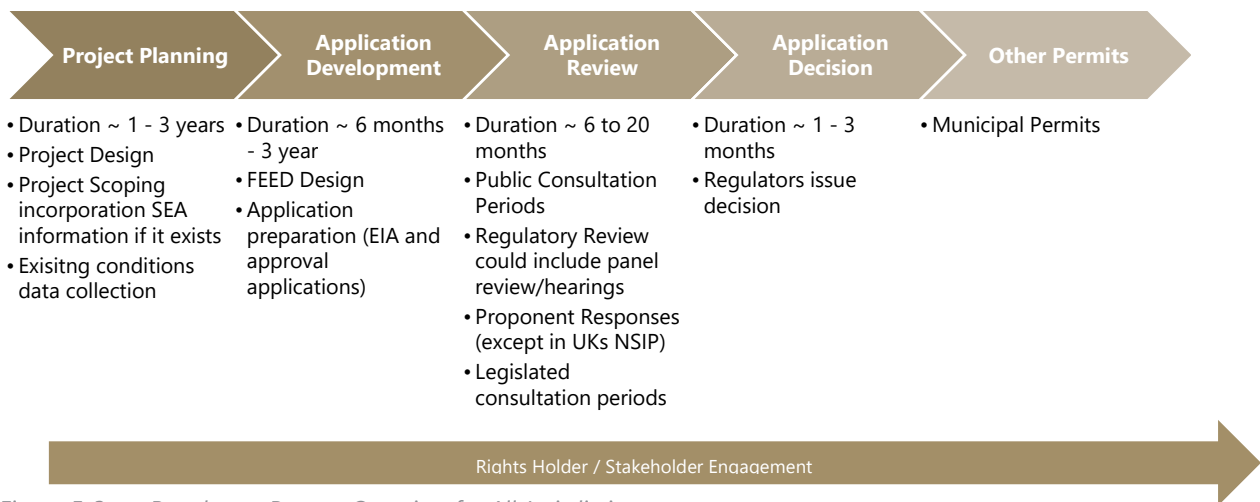 Project Planning
Application
Development
Application
Review
Application
Decision
Other Permits
• Duration ~ 1 - 3 years
• Project Design
• Project Scoping
incorporation SEA
information if it exists
• Exisitng conditions
data collection
• Duration ~ 6 months
- 3 year
• FEED Design
• Application
preparation (EIA and
approval
applications)
• Duration ~ 6 to 20
months
• Public Consultation
Periods
• Regulatory Review
could include panel
review/hearings
• Proponent Responses
(except in UKs NSIP)
• Legislated
consultation periods
• Duration ~ 1 - 3
months
• Regulators issue
decision
• Municipal Permits
Rights Holder / Stakeholder Engagement